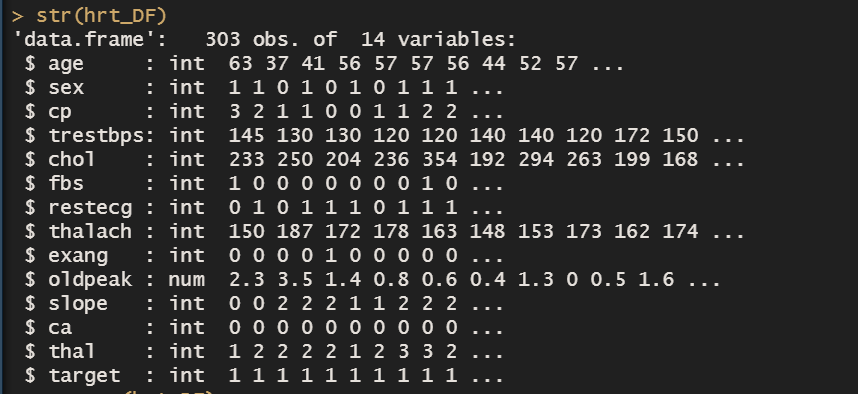 > str(hrt_DF)
'data.frame':   303 obs. of  14 variables:
 $ age     : int  63 37 41 56 57 57 56 44 52 57 ...
 $ sex     : int  1 1 0 1 0 1 0 1 1 1 ...
 $ cp      : int  3 2 1 1 0 0 1 1 2 2 ...
 $ trestbps: int  145 130 130 120 120 140 140 120 172 150 ...
 $ chol    : int  233 250 204 236 354 192 294 263 199 168 ...
 $ fbs     : int  1 0 0 0 0 0 0 0 1 0 ...
 $ restecg : int  0 1 0 1 1 1 0 1 1 1 ...
 $ thalach : int  150 187 172 178 163 148 153 173 162 174 ...
 $ exang   : int  0 0 0 0 1 0 0 0 0 0 ...
 $ oldpeak : num  2.3 3.5 1.4 0.8 0.6 0.4 1.3 0 0.5 1.6 ...
 $ slope   : int  0 0 2 2 2 1 1 2 2 2 ...
 $ ca      : int  0 0 0 0 0 0 0 0 0 0 ...
 $ thal    : int  1 2 2 2 2 1 2 3 3 2 ...
 $ target  : int  1 1 1 1 1 1 1 1 1 1 ...